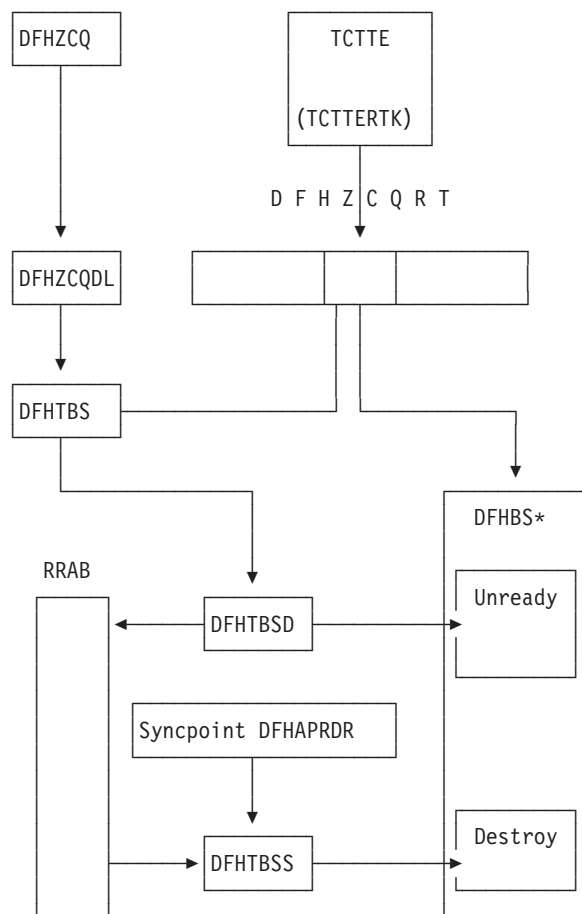 DFHZCQ
TCTTE
(TCTTERTK)
D F H Z C Q R T
DFHZCQDL
DFHTBS
DFHBS*
RRAB
Unready
DFHTBSD
Syncpoint DFHAPRDR
Destroy
DFHTBSS